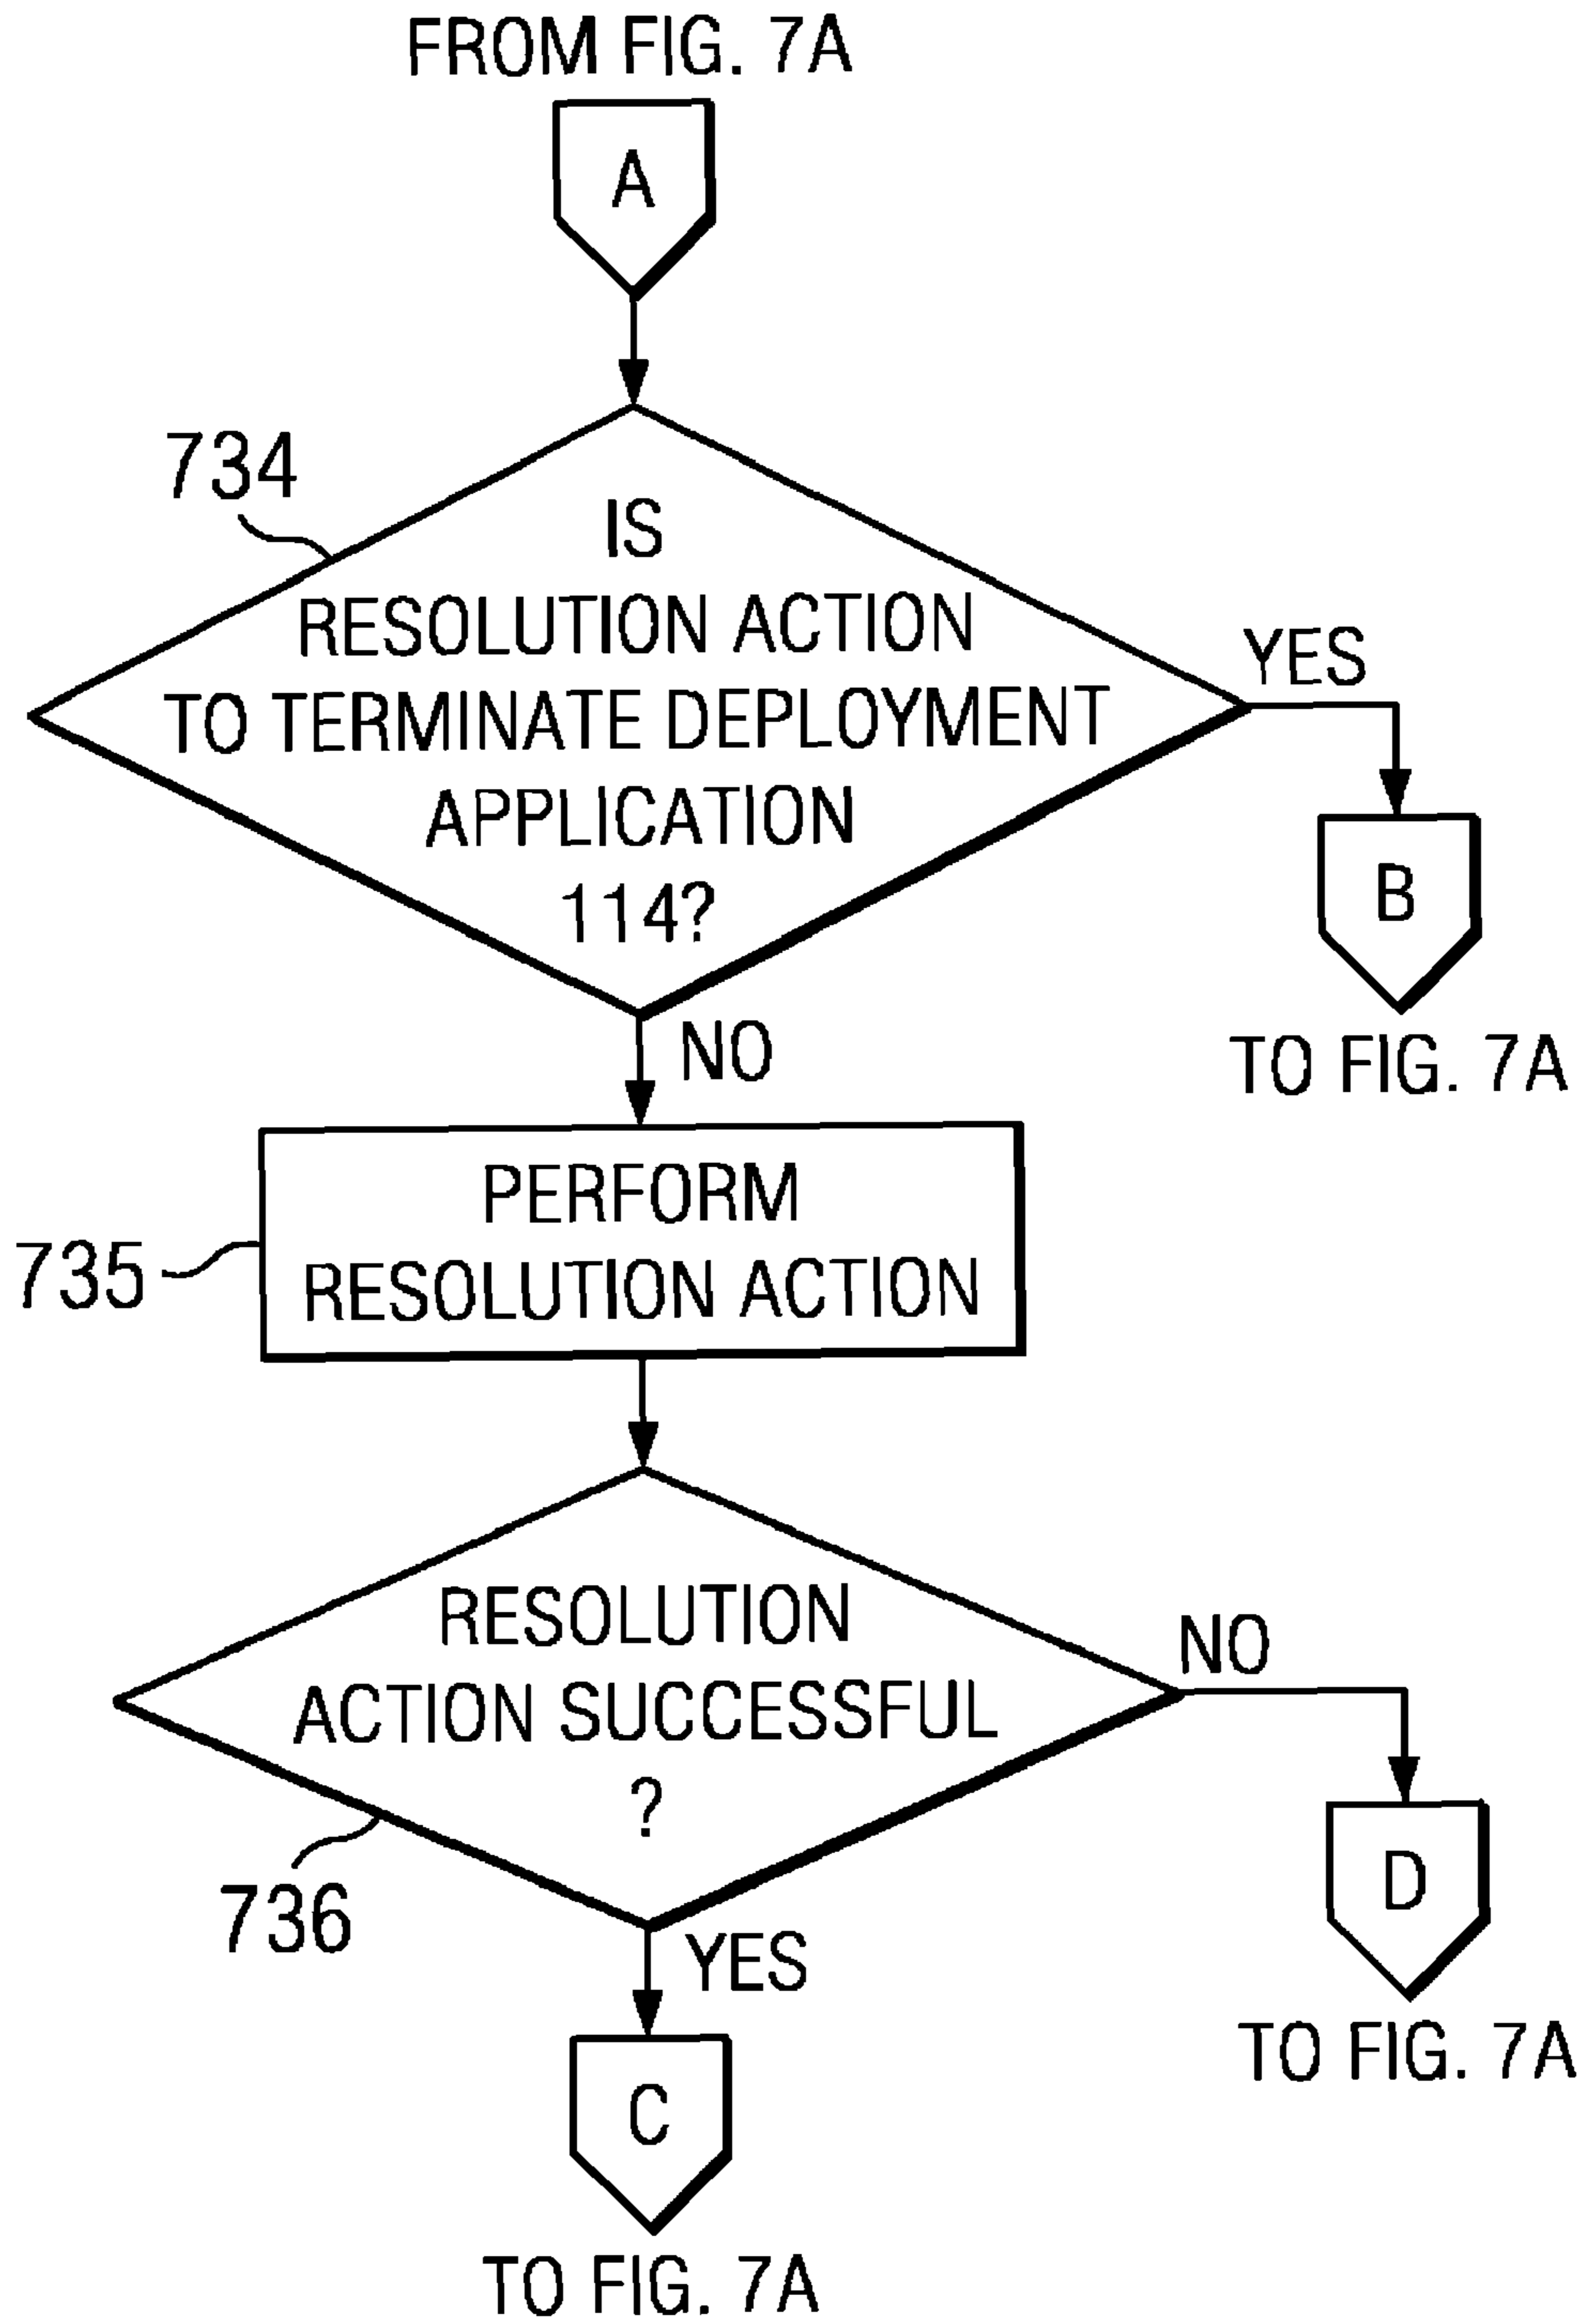 FROM FIG. 7A
A
734
IS
RESOLUTION ACTION
TO TERMINATE DEPLOYMENT
APPLICATION
114?
YES
B
TO FIG. 7A
NO
PERFORM
RESOLUTION ACTION
735
RESOLUTION
ACTION SUCCESSFUL
?
NO
D
TO FIG. 7A
736
YES
C
TO FIG. 7A